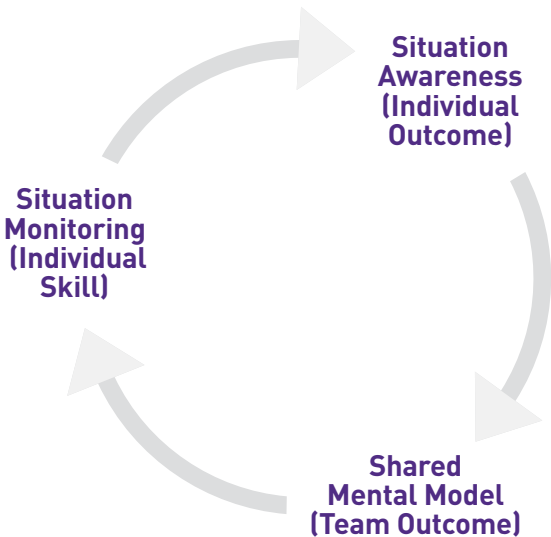 Situation
Awareness
(Individual
Outcome)
Situation
Monitoring
(Individual
Skill)
Shared
Mental Model
(Team Outcome)